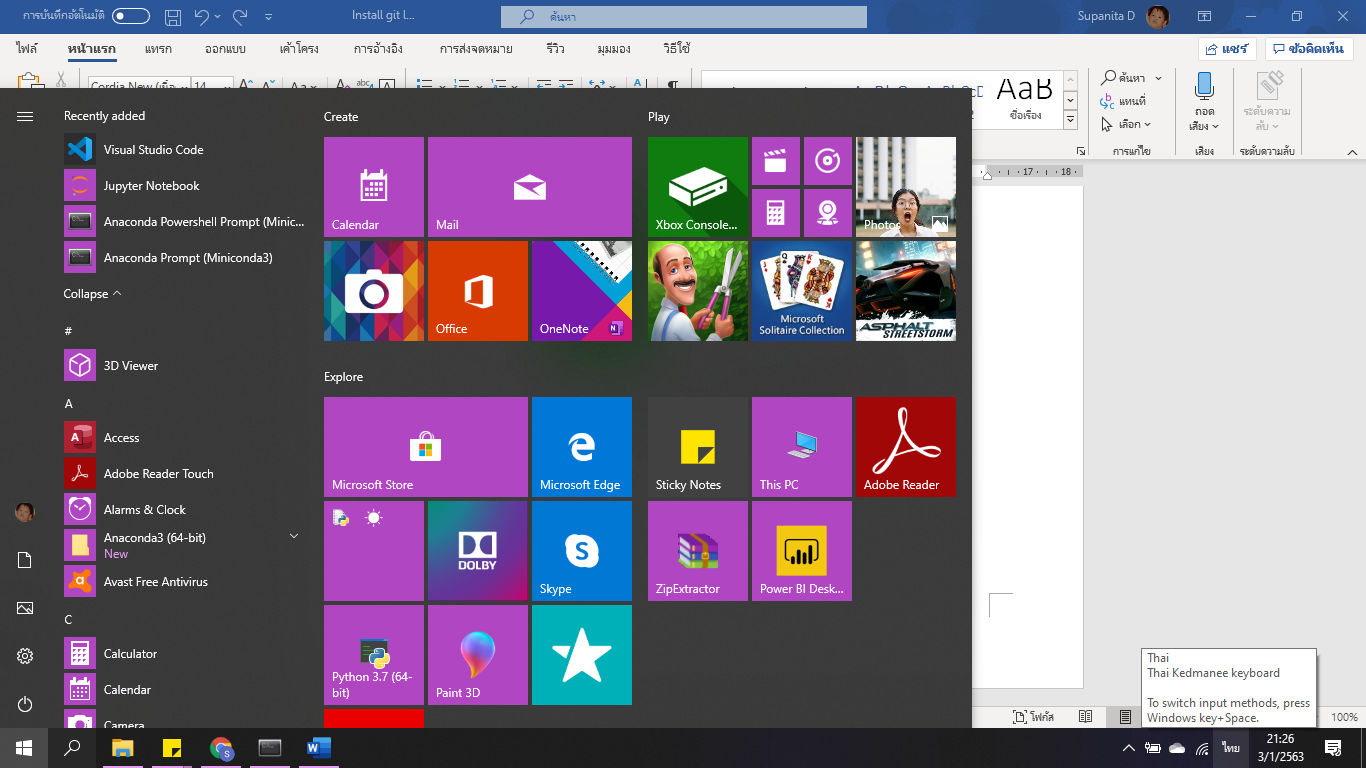 การบันทึกอัตโนมัติ
Install git l...
ค้นหา
Supanita D
ไฟล์ หน้าแรก แทรก ออกแบบ เค้าโครง การอ้างอิง การส่งจดหมาย รีวิว มุมมอง วิธีใช้
แชร์ ข้อคิดเห็น
14
AaB
ชื่อเรื่อง
ค้นหา
แทนที่
เลือก
การแก้ไข
ถอด
เสียง
เสียง
ระดับความ
ลับ
ระดับความลับ
17 18
Recently added
Visual Studio Code
Jupyter Notebook
Anaconda Powershell Prompt (Minic...
Anaconda Prompt (Miniconda3)
Collapse
#
3D Viewer
A
Access
Adobe Reader Touch
Alarms & Clock
Anaconda3 (64-bit)
New
Avast Free Antivirus
C
Calculator
Calendar
Camera
Create
Calendar
Mail
Office
OneNote
Play
Xbox Console...
Photos
Microsoft
Solitaire Collection
ASPHALT
STREETSTORM
Explore
Microsoft Store
Microsoft Edge
Sticky Notes
This PC
Adobe Reader
DOLBY
Skype
ZipExtractor
Power BI Desk...
Python 3.7 (64-
bit)
Paint 3D
Thai
Thai Kedmanee keyboard
To switch input methods, press
Windows key+Space.
โฟกัส
100%
ไทย
21:26
3/1/2563